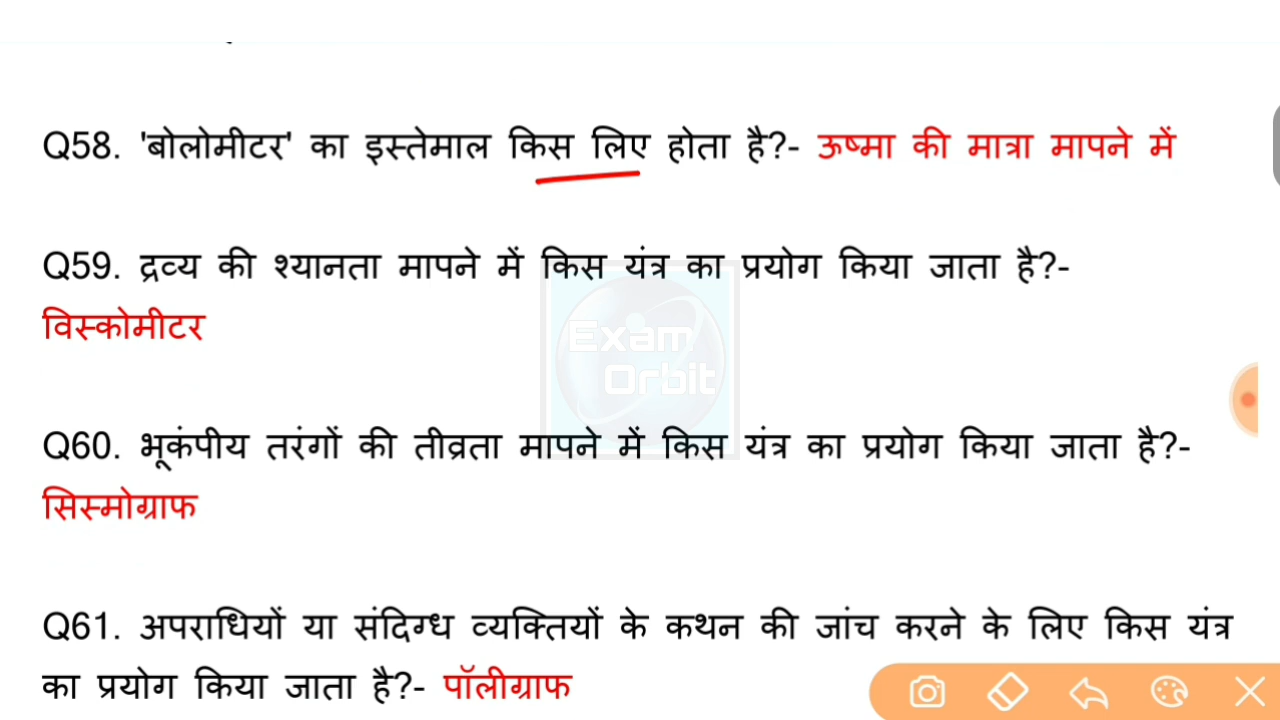 Q58. 'बोलोमीटर' का इस्तेमाल किस लिए होता है?- ऊष्मा की मात्रा मापने में
Q59. द्रव्य की श्यानता मापने में किस यंत्र का प्रयोग किया जाता है?-
विस्कोमीटर
Exam
Orbit
Q60. भूकंपीय तरंगों की तीव्रता मापने में किस यंत्र का प्रयोग किया जाता है?-
सिस्मोग्राफ
Q61. अपराधियों या संदिग्ध व्यक्तियों के कथन की जांच करने के लिए किस यंत्र
का प्रयोग किया जाता है?- पॉलीग्राफ